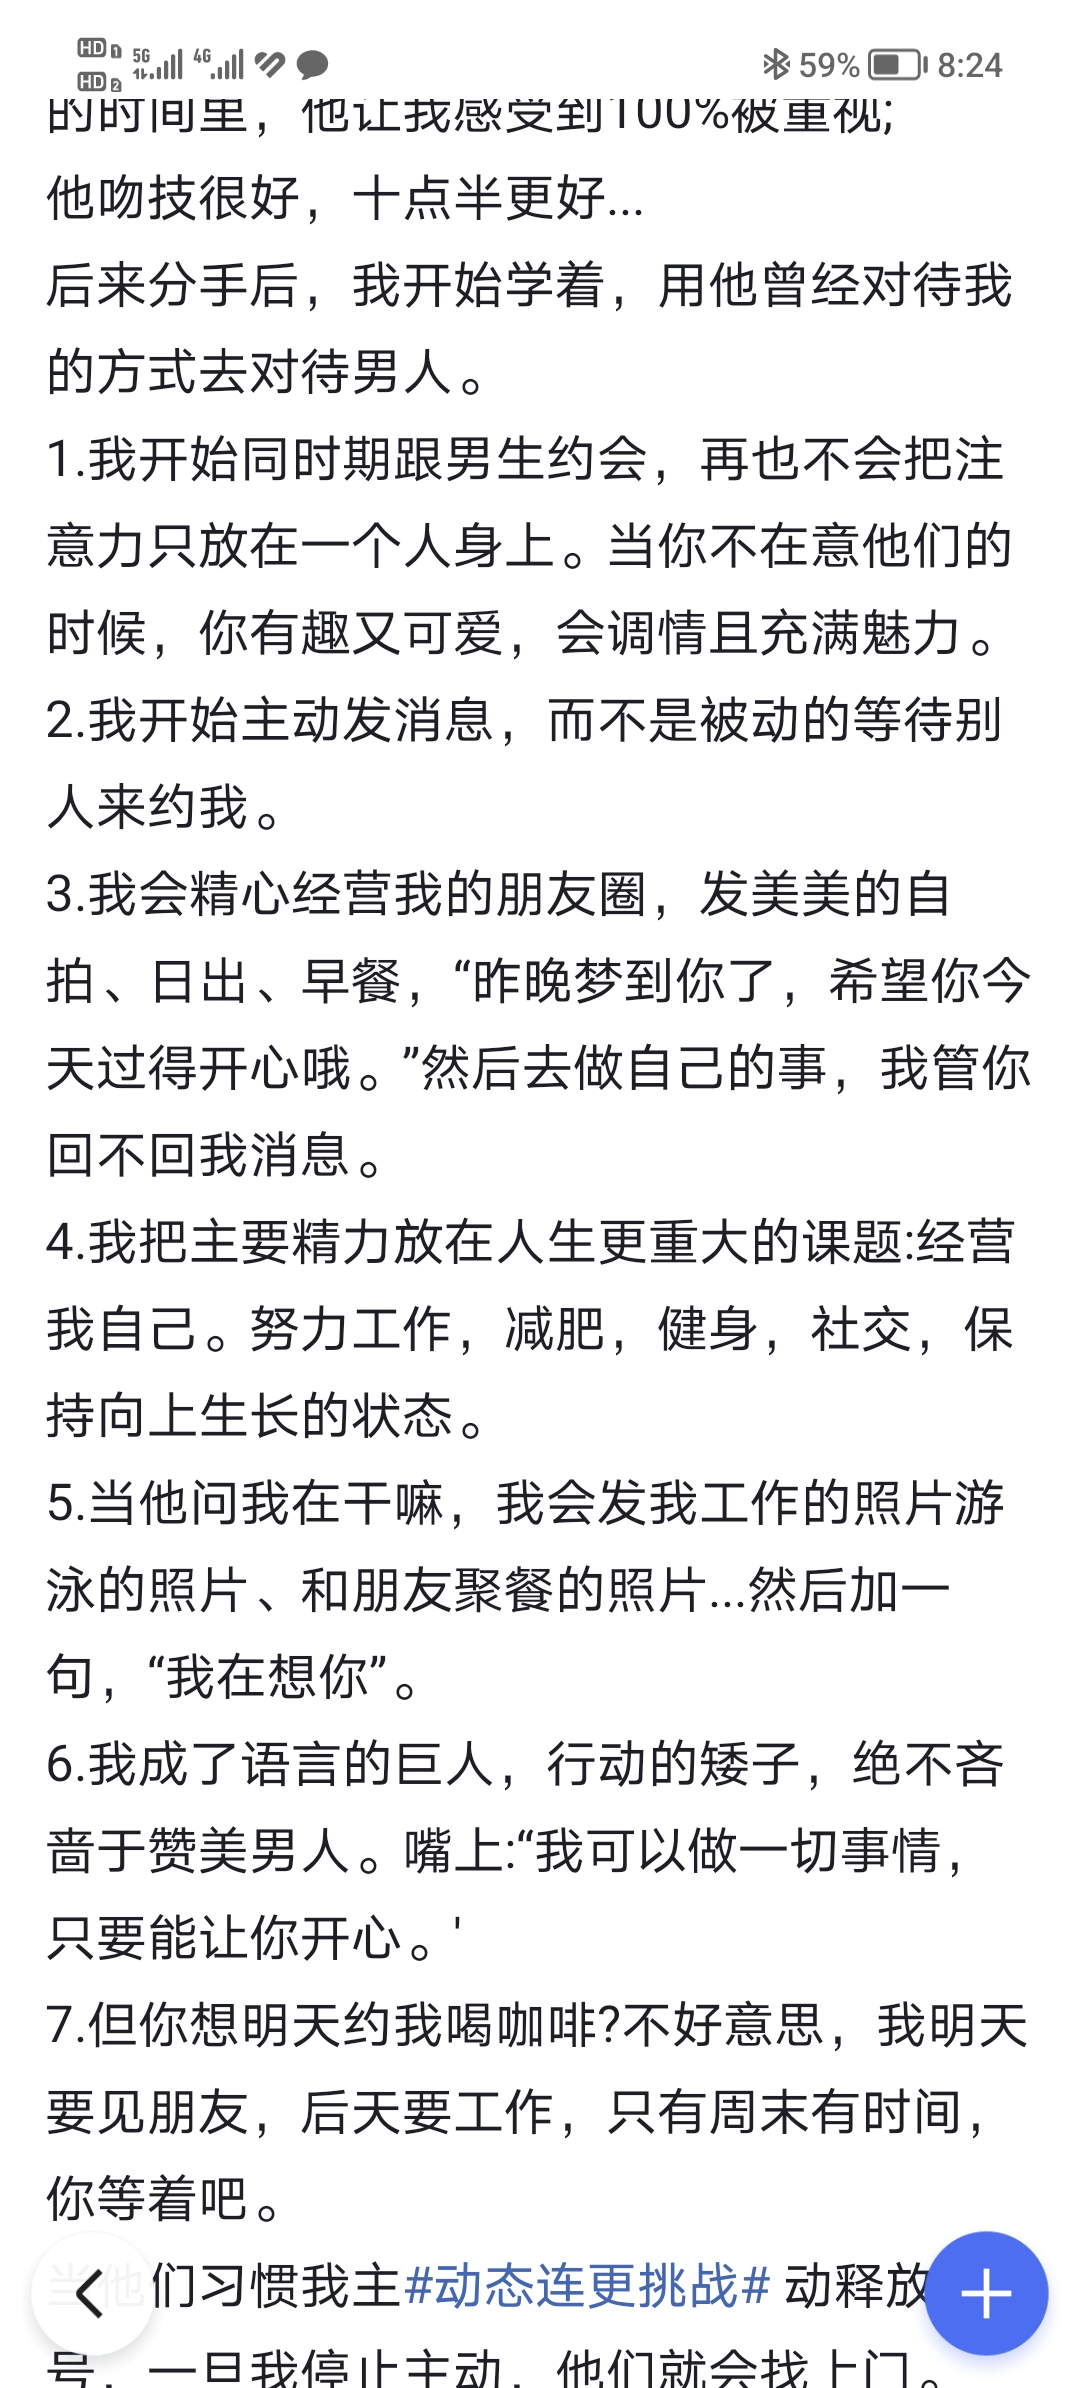 HD 1 5G 4G 59% 8:24
HD 2
的时间里，他让我感受到100%被重视;
他吻技很好，十点半更好...
后来分手后，我开始学着，用他曾经对待我
的方式去对待男人。
1.我开始同时期跟男生约会，再也不会把注
意力只放在一个人身上。当你不在意他们的
时候，你有趣又可爱，会调情且充满魅力。
2.我开始主动发消息，而不是被动的等待别
人来约我。
3.我会精心经营我的朋友圈，发美美的自
拍、日出、早餐，“昨晚梦到你了，希望你今
天过得开心哦。”然后去做自己的事，我管你
回不回我消息。
4.我把主要精力放在人生更重大的课题:经营
我自己。努力工作，减肥，健身，社交，保
持向上生长的状态。
5.当他问我在干嘛，我会发我工作的照片游
泳的照片、和朋友聚餐的照片...然后加一
句，“我在想你”。
6.我成了语言的巨人，行动的矮子，绝不吝
啬于赞美男人。嘴上:“我可以做一切事情，
只要能让你开心。'
7.但你想明天约我喝咖啡?不好意思，我明天
要见朋友，后天要工作，只有周末有时间，
你等着吧。
当他们习惯我主#动态连更挑战# 动释放
号，一旦我停止主动，他们就会找上门。